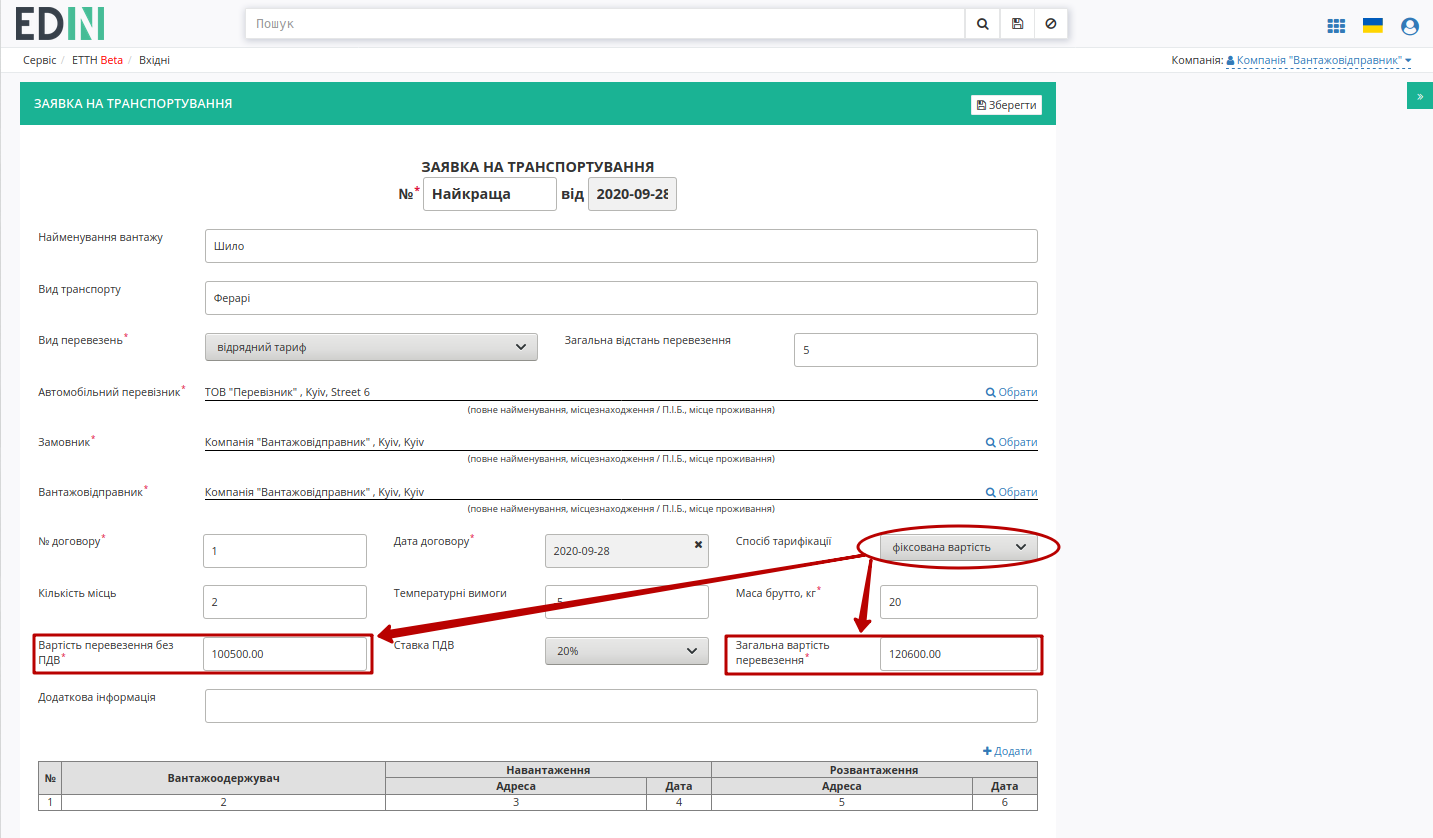 EDIN
Пошук
Сервіс / ЕТТН Beta / Вхідні
Компанія: Компанія "Вантажовідправник"
ЗАЯВКА НА ТРАНСПОРТУВАННЯ
Зберегти
»
ЗАЯВКА НА ТРАНСПОРТУВАННЯ
№* Найкраща від 2020-09-28
Найменування вантажу Шило
Вид транспорту Ферарі
Вид перевезень* відрядний тариф Загальна відстань перевезення 5
Автомобільний перевізник* ТОВ "Перевізник" , Kyiv, Street 6 Обрати
(повне найменування, місцезнаходження / П.І.Б., місце проживання)
Замовник* Компанія "Вантажовідправник" , Kyiv, Kyiv Обрати
(повне найменування, місцезнаходження / П.І.Б., місце проживання)
Вантажовідправник* Компанія "Вантажовідправник" , Kyiv, Kyiv Обрати
(повне найменування, місцезнаходження / П.І.Б., місце проживання)
№ договору* 1 Дата договору* 2020-09-28 Спосіб тарифікації фіксована вартість
Кількість місць 2 Температурні вимоги Маса брутто, кг* 20
Вартість перевезення без
ПДВ* 100500.00 Ставка ПДВ 20% Загальна вартість
перевезення* 120600.00
Додаткова інформація
Додати
№ Вантажоодержувач Навантаження Розвантаження
Адреса Дата Адреса Дата
1 2 3 4 5 6